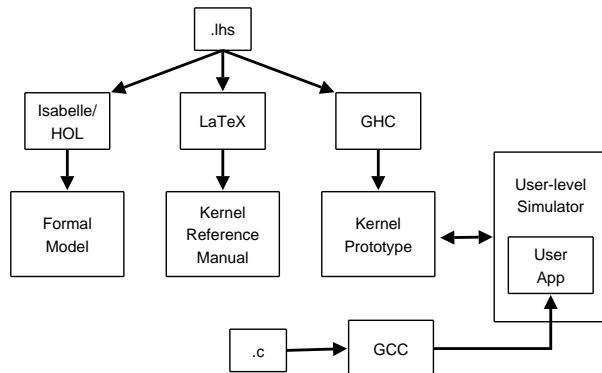 .lhs
Isabelle/
HOL
LaTeX
GHC
Formal
Model
Kernel
Reference
Manual
Kernel
Prototype
User-level
Simulator
User
App
.c
GCC